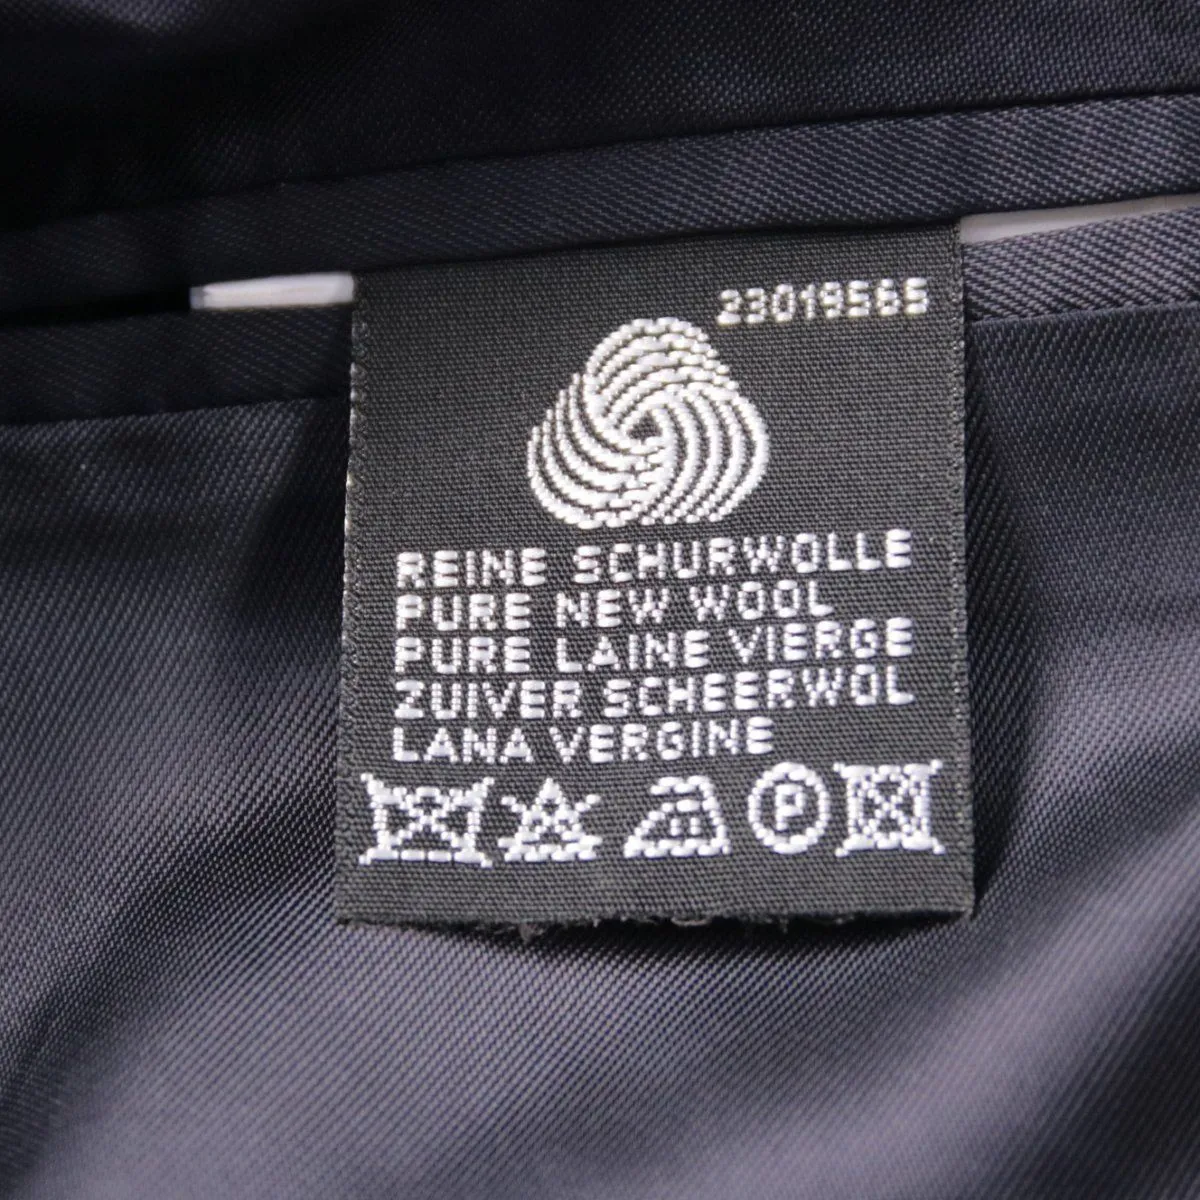 23019565
REINE SCHURWOLLE
PURE NEW WOOL
PURE LAINE VIERGE
ZUIVER SCHEERWOL
LANA VERGINE
P